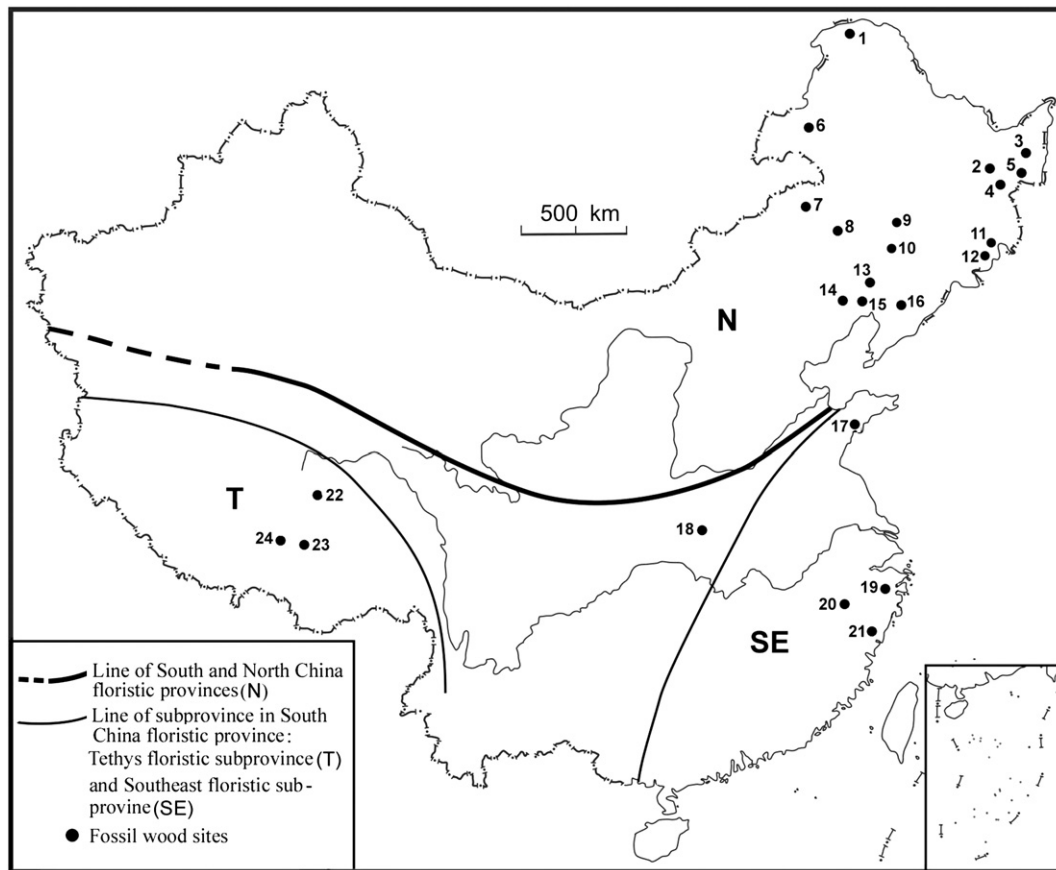 1
6
3
2
5
4
7
500 km
8
9
11
10
12
13
14
15
16
N
17
22
T
18
24
23
19
20
21
SE
Line of South and North China
floristic provinces(N)
Line of subprovince in South
China floristic province:
Tethys floristic subprovince(T)
and Southeast floristic sub-
provine(SE)
Fossil wood sites